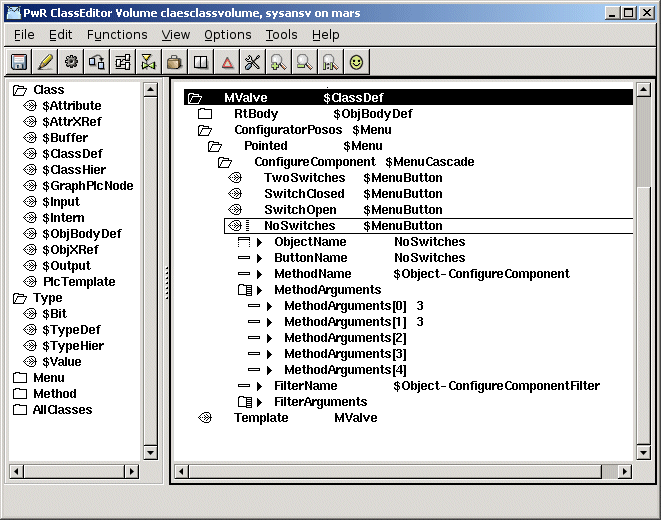 PwR ClassEditor Volume claesclassvolume, sysansv on mars
File Edit Functions View Options Tools Help
Class
$Attribute
$AttrXRef
$Buffer
$ClassDef
$ClassHier
$GraphPlcNode
$Input
$Intern
$ObjBodyDef
$ObjXRef
$Output
PlcTemplate
Type
$Bit
$TypeDef
$TypeHier
$Value
Menu
Method
AllClasses
MValve $ClassDef
RtBody $ObjBodyDef
ConfiguratorPosos $Menu
Pointed $Menu
ConfigureComponent $MenuCascade
TwoSwitches $MenuButton
SwitchClosed $MenuButton
SwitchOpen $MenuButton
NoSwitches $MenuButton
ObjectName NoSwitches
ButtonName NoSwitches
MethodName $Object-ConfigureComponent
MethodArguments
MethodArguments[0] 3
MethodArguments[1] 3
MethodArguments[2]
MethodArguments[3]
MethodArguments[4]
FilterName $Object-ConfigureComponentFilter
FilterArguments
Template MValve